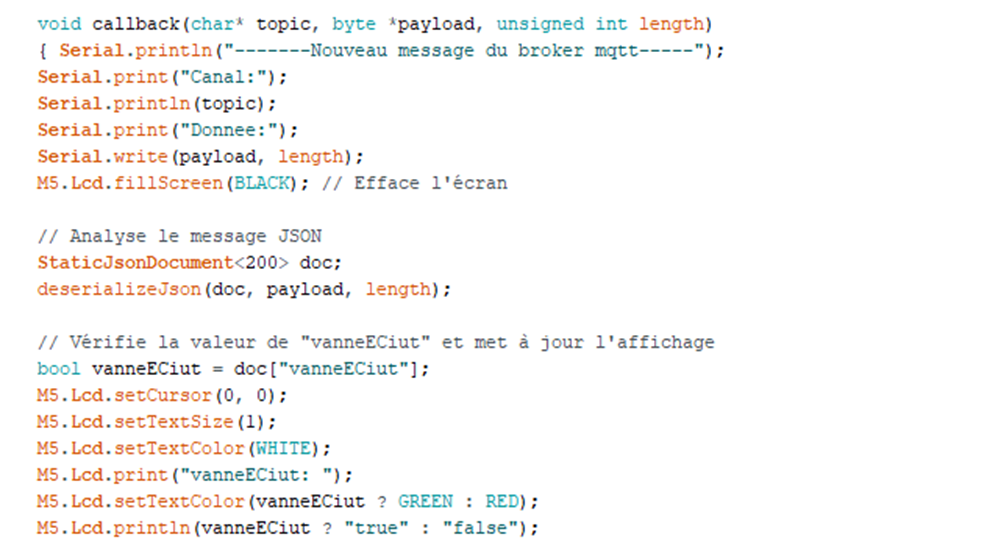 void callback(char* topic, byte *payload, unsigned int length)
{ Serial.println("-------Nouveau message du broker mqtt-----");
Serial.print("Canal:");
Serial.println(topic);
Serial.print("Donnee:");
Serial.write(payload, length);
M5.Lcd.fillScreen(BLACK); // Efface l'écran
// Analyse le message JSON
StaticJsonDocument<200> doc;
deserializeJson(doc, payload, length);
// Vérifie la valeur de "vanneECiut" et met à jour l'affichage
bool vanneECiut = doc["vanneECiut"];
M5.Lcd.setCursor(0, 0);
M5.Lcd.setTextSize(1);
M5.Lcd.setTextColor(WHITE);
M5.Lcd.print("vanneECiut: ");
M5.Lcd.setTextColor(vanneECiut ? GREEN : RED);
M5.Lcd.println(vanneECiut ? "true" : "false");